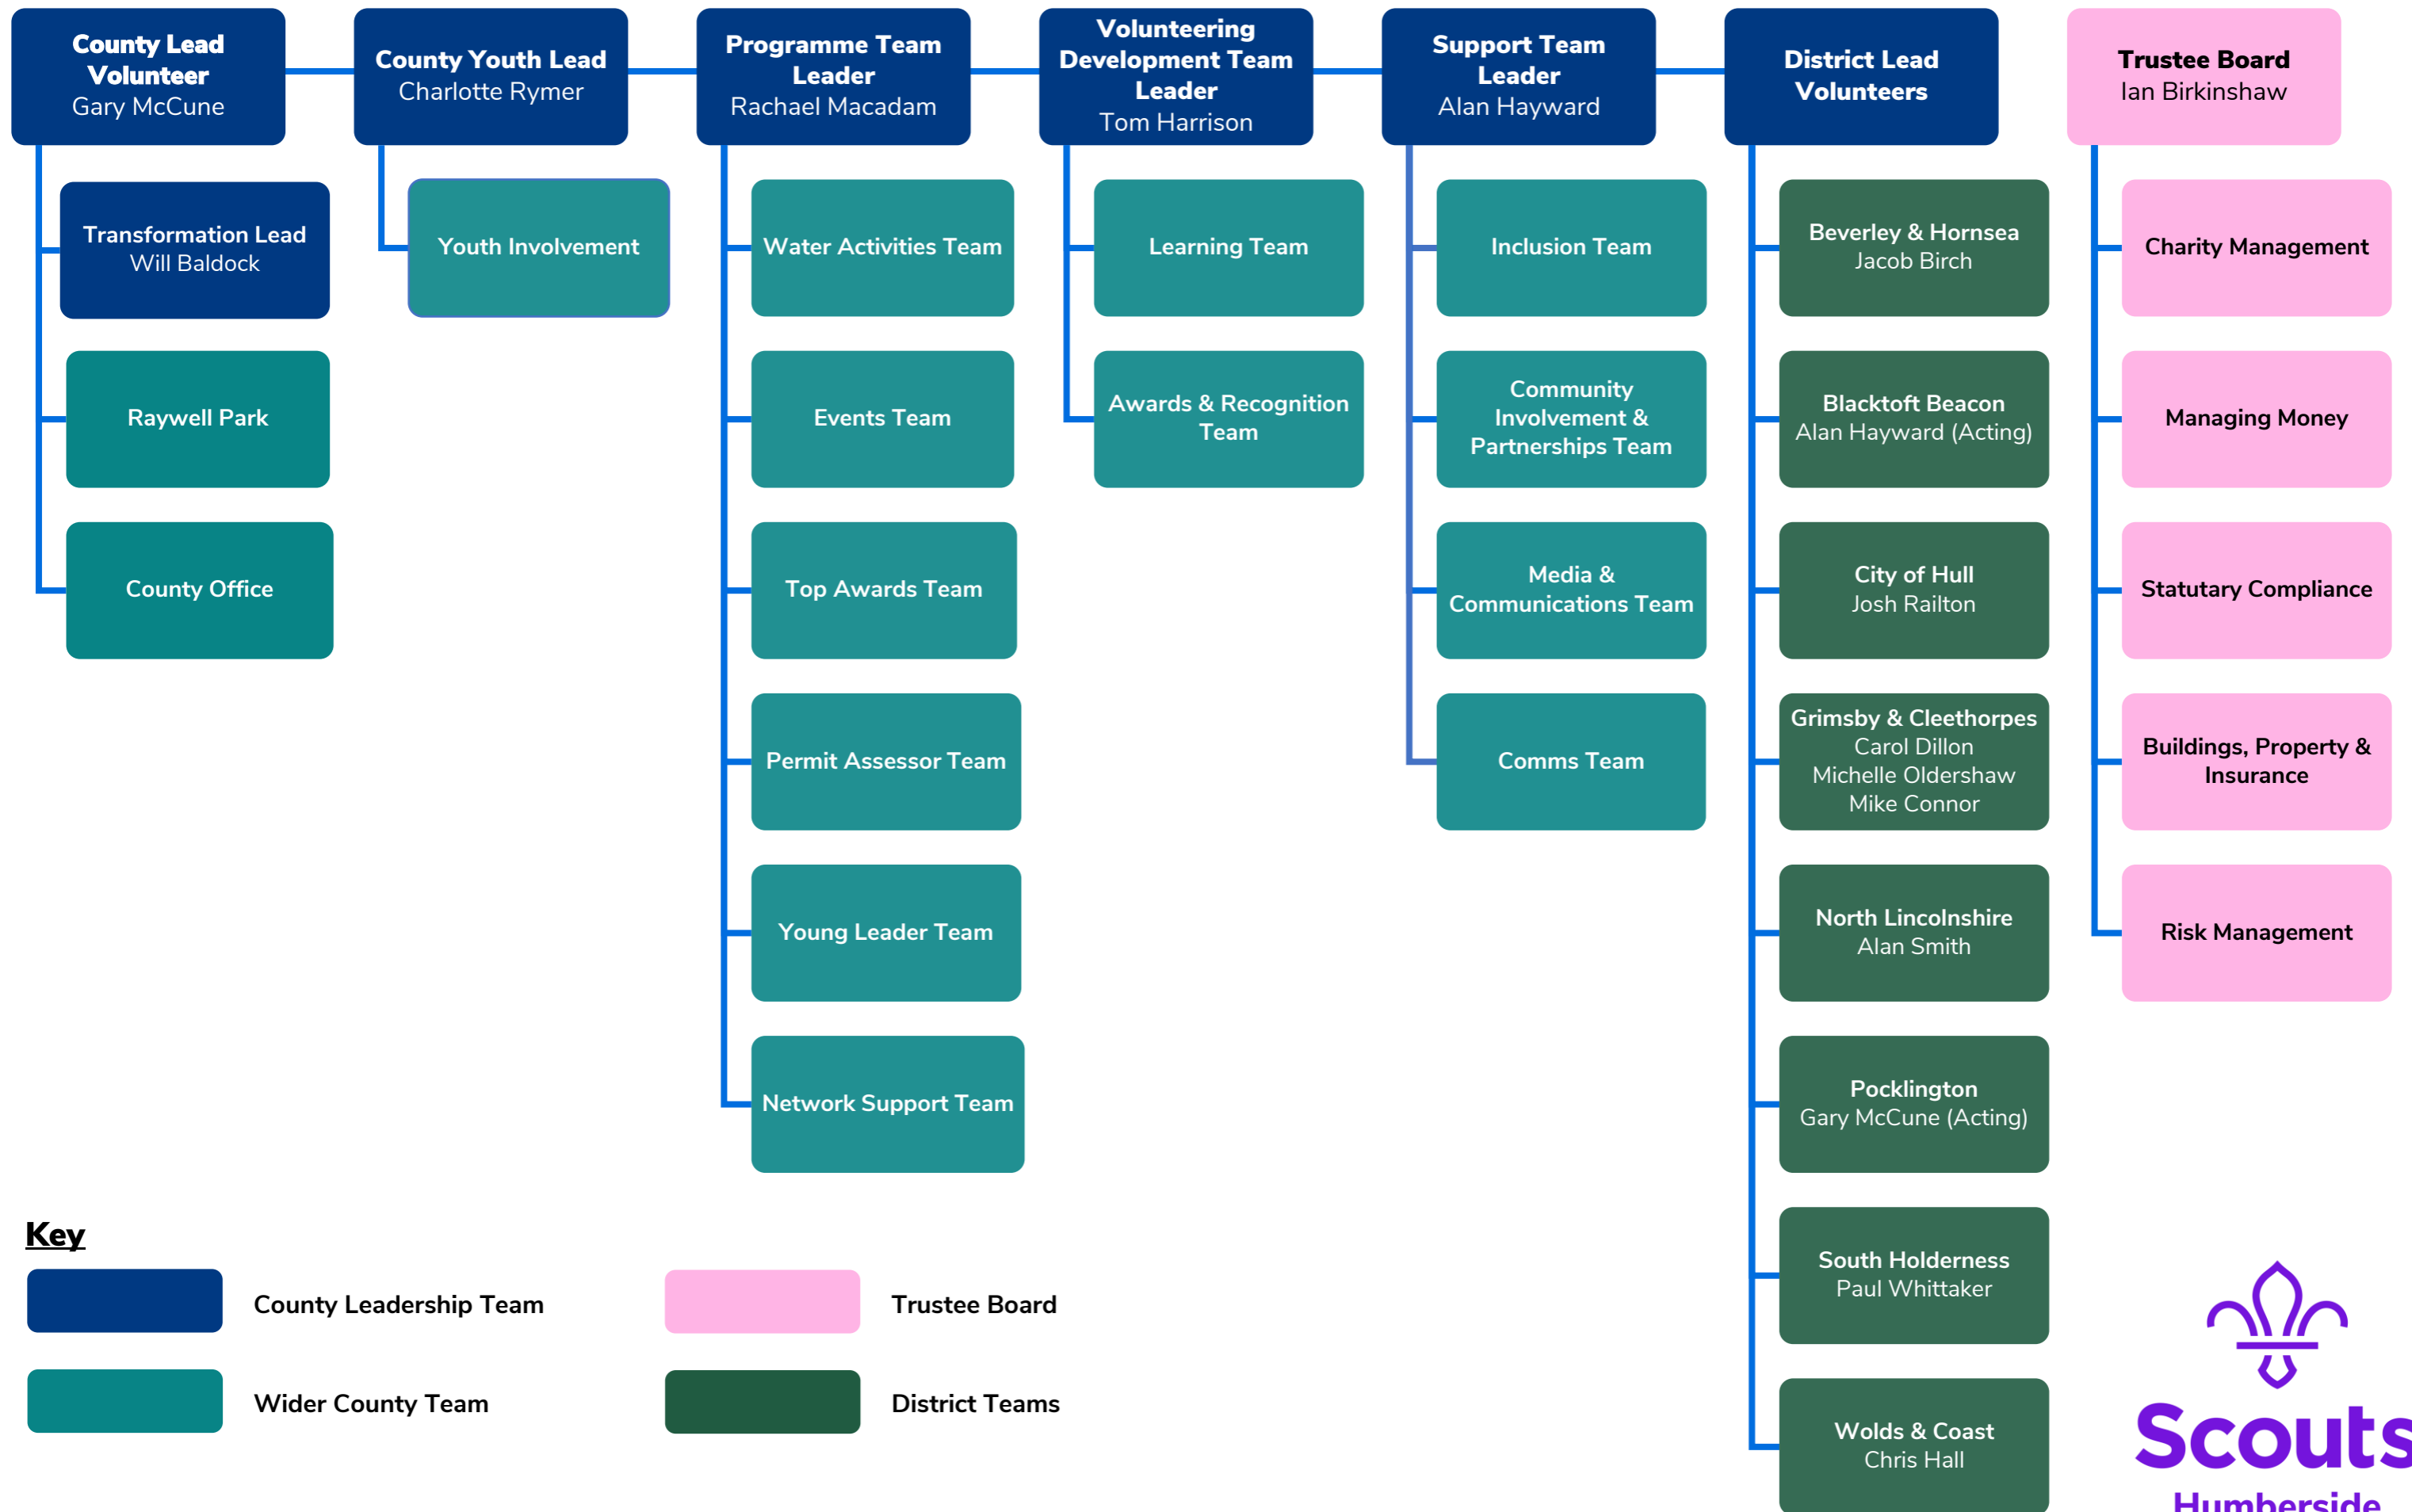 County Lead
Volunteer
Gary McCune
Transformation Lead
Will Baldock
Raywell Park
County Office
County Youth Lead
Charlotte Rymer
Youth Involvement
Programme Team
Leader
Rachael Macadam
Water Activities Team
Events Team
Top Awards Team
Permit Assessor Team
Young Leader Team
Network Support Team
Volunteering
Development Team
Leader
Tom Harrison
Learning Team
Awards & Recognition
Team
Support Team
Leader
Alan Hayward
Inclusion Team
Community
Involvement &
Partnerships Team
Media &
Communications Team
Comms Team
District Lead
Volunteers
Beverley & Hornsea
Jacob Birch
Blacktoft Beacon
Alan Hayward (Acting)
City of Hull
Josh Railton
Grimsby & Cleethorpes
Carol Dillon
Michelle Oldershaw
Mike Connor
North Lincolnshire
Alan Smith
Pocklington
Gary McCune (Acting)
South Holderness
Paul Whittaker
Wolds & Coast
Chris Hall
Trustee Board
Ian Birkinshaw
Charity Management
Managing Money
Statutary Compliance
Buildings, Property &
Insurance
Risk Management
Key
County Leadership Team
Wider County Team
Trustee Board
District Teams
Scouts
Humberside